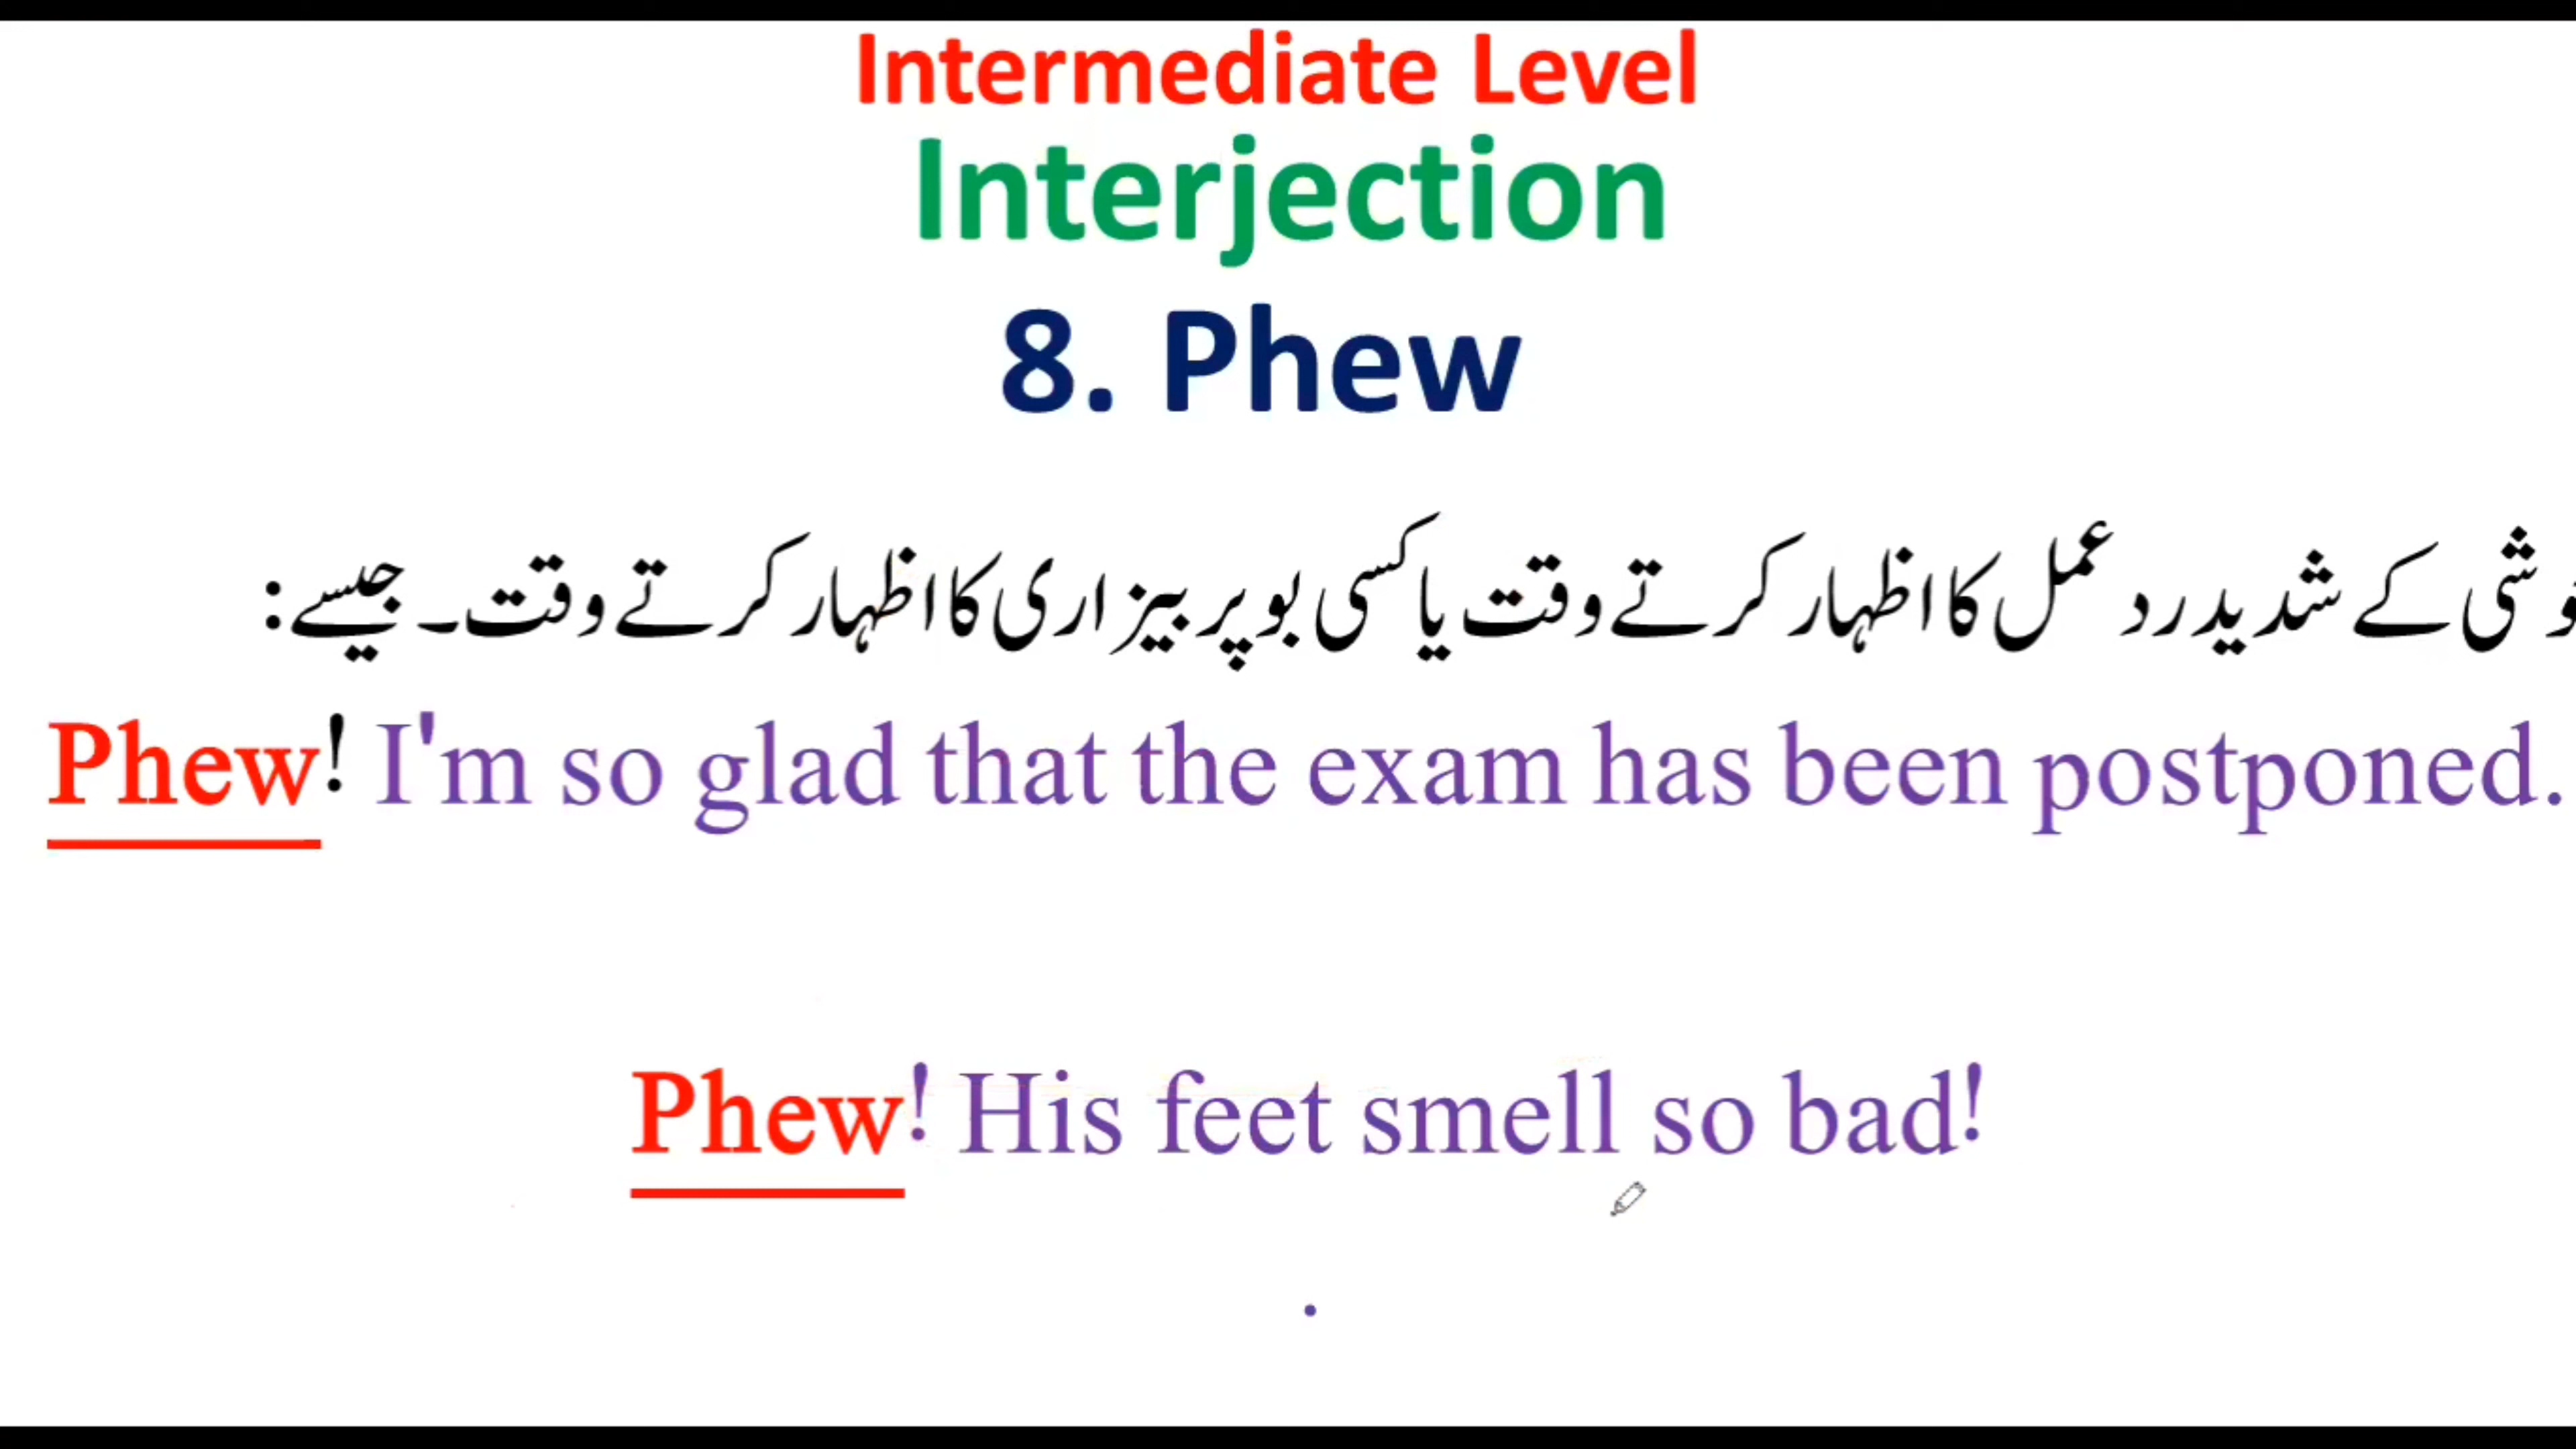 Intermediate Level
Interjection
8. Phew
کے شدید رد عمل کا اظہار کرتے وقت یا کسی بو پر بیزاری کا اظہار کرتے وقت۔ جیسے:
Phew! I'm so glad that the exam has been postponed.
Phew! His feet smell so bad!
.